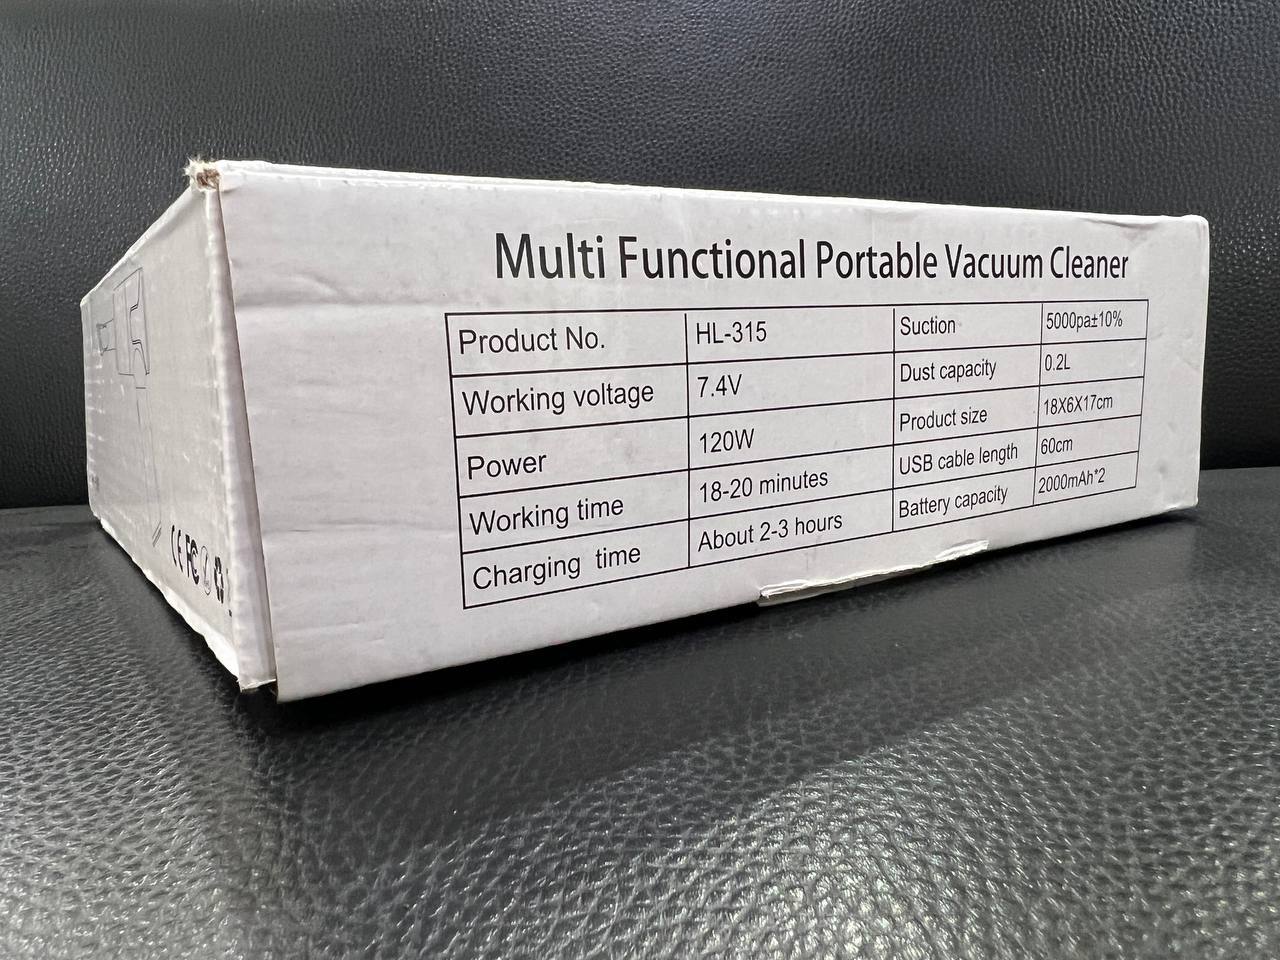 Multi Functional Portable Vacuum Cleaner
Product No. HL-315 Suction 5000pa±10%
Working voltage 7.4V Dust capacity 0.2L
Power 120W Product size 18X6X17cm
Working time 18-20 minutes USB cable length 60cm
Charging  time About 2-3 hours Battery capacity 2000mAh*2
CE FC